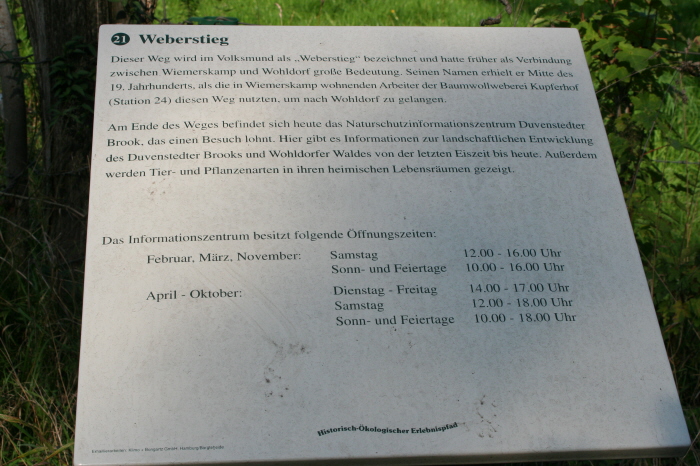 21 Weberstieg
Dieser Weg wird im Volksmund als „Weberstieg" bezeichnet und hatte früher als Verbindung
zwischen Wiemerskamp und Wohldorf große Bedeutung. Seinen Namen erhielt er Mitte des
19. Jahrhunderts, als die in Wiemerskamp wohnenden Arbeiter der Baumwollweberei Kupferhof
(Station 24) diesen Weg nutzten, um nach Wohldorf zu gelangen.
Am Ende des Weges befindet sich heute das Naturschutzinformationszentrum Duvenstedter
Brook, das einen Besuch lohnt. Hier gibt es Informationen zur landschaftlichen Entwicklung
des Duvenstedter Brooks und Wohldorfer Waldes von der letzten Eiszeit bis heute. Außerdem
werden Tier- und Pflanzenarten in ihren heimischen Lebensräumen gezeigt.
Das Informationszentrum besitzt folgende Öffnungszeiten:
Februar, März, November: Samstag 12.00 - 16.00 Uhr
Sonn- und Feiertage 10.00 - 16.00 Uhr
April - Oktober: Dienstag - Freitag 14.00 - 17.00 Uhr
Samstag 12.00 - 18.00 Uhr
Sonn- und Feiertage 10.00 - 18.00 Uhr
Historisch-Ökologischer Erlebnispfad